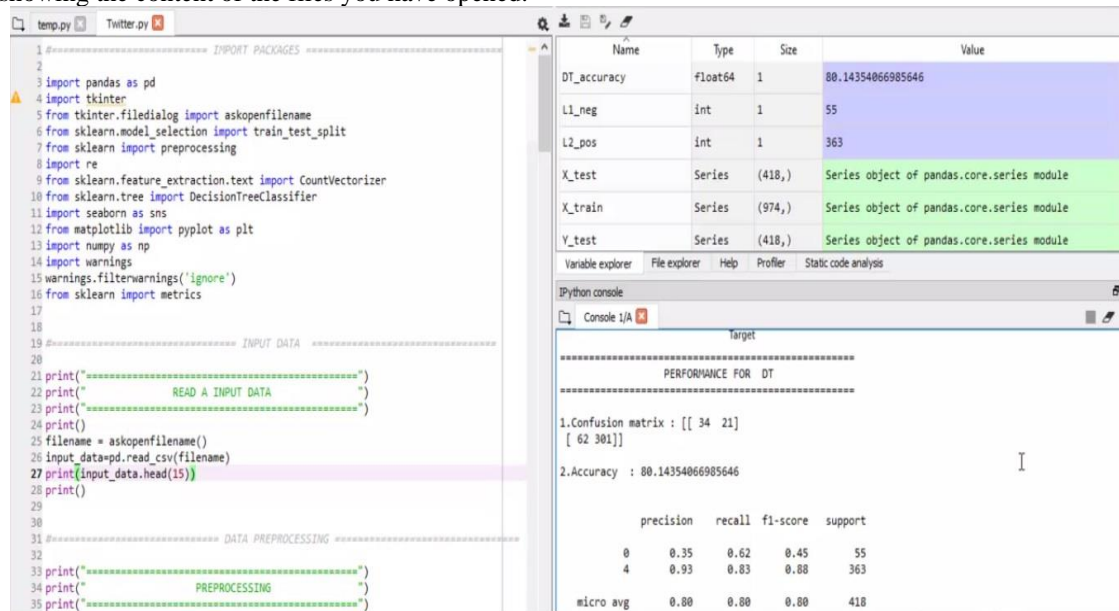 showing the content of the files you have opened.
temp.py
Twitter.py
1 #============================ IMPORT PACKAGES ===================================
2
3 import pandas as pd
4 import tkinter
5 from tkinter.filedialog import askopenfilename
6 from sklearn.model_selection import train_test_split
7 from sklearn import preprocessing
8 import re
9 from sklearn.feature_extraction.text import CountVectorizer
10 from sklearn.tree import DecisionTreeClassifier
11 import seaborn as sns
12 from matplotlib import pyplot as plt
13 import numpy as np
14 import warnings
15 warnings.filterwarnings('ignore')
16 from sklearn import metrics
17
18
19 #================================= INPUT DATA =================================
20
21 print("================================================")
22 print(" READ A INPUT DATA ")
23 print("================================================")
24 print()
25 filename = askopenfilename()
26 input_data=pd.read_csv(filename)
27 print(input_data.head(15))
28 print()
29
30
31 #============================== DATA PREPROCESSING ================================
32
33 print("================================================")
34 print(" PREPROCESSING ")
35 print("================================================")
Name Type Size Value
DT_accuracy float64 1 80.14354066985646
L1_neg int 1 55
L2_pos int 1 363
X_test Series (418,) Series object of pandas.core.series module
X_train Series (974,) Series object of pandas.core.series module
Y_test Series (418,) Series object of pandas.core.series module
Variable explorer File explorer Help Profiler Static code analysis
IPython console
Console 1/A
Target
====================================================
PERFORMANCE FOR DT
====================================================
1.Confusion matrix : [[ 34 21]
[ 62 301]]
2.Accuracy : 80.14354066985646
precision recall f1-score support
0 0.35 0.62 0.45 55
4 0.93 0.83 0.88 363
micro avg 0.80 0.80 0.80 418